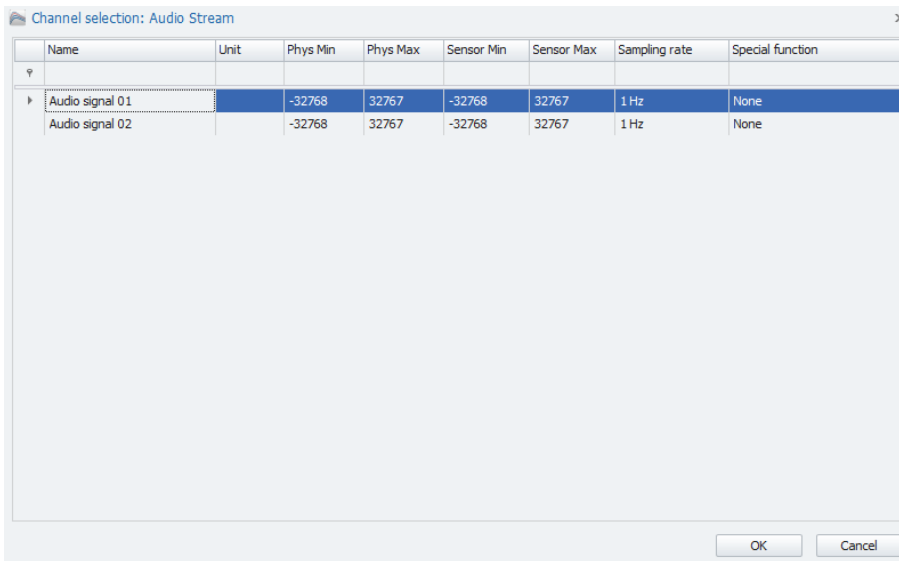 Channel selection: Audio Stream
Name Unit Phys Min Phys Max Sensor Min Sensor Max Sampling rate Special function
Audio signal 01 -32768 32767 -32768 32767 1 Hz None
Audio signal 02 -32768 32767 -32768 32767 1 Hz None
OK Cancel